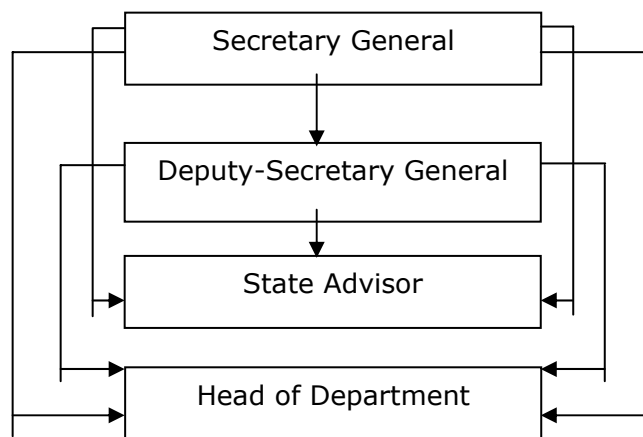 Secretary General
Deputy-Secretary General
State Advisor
Head of Department